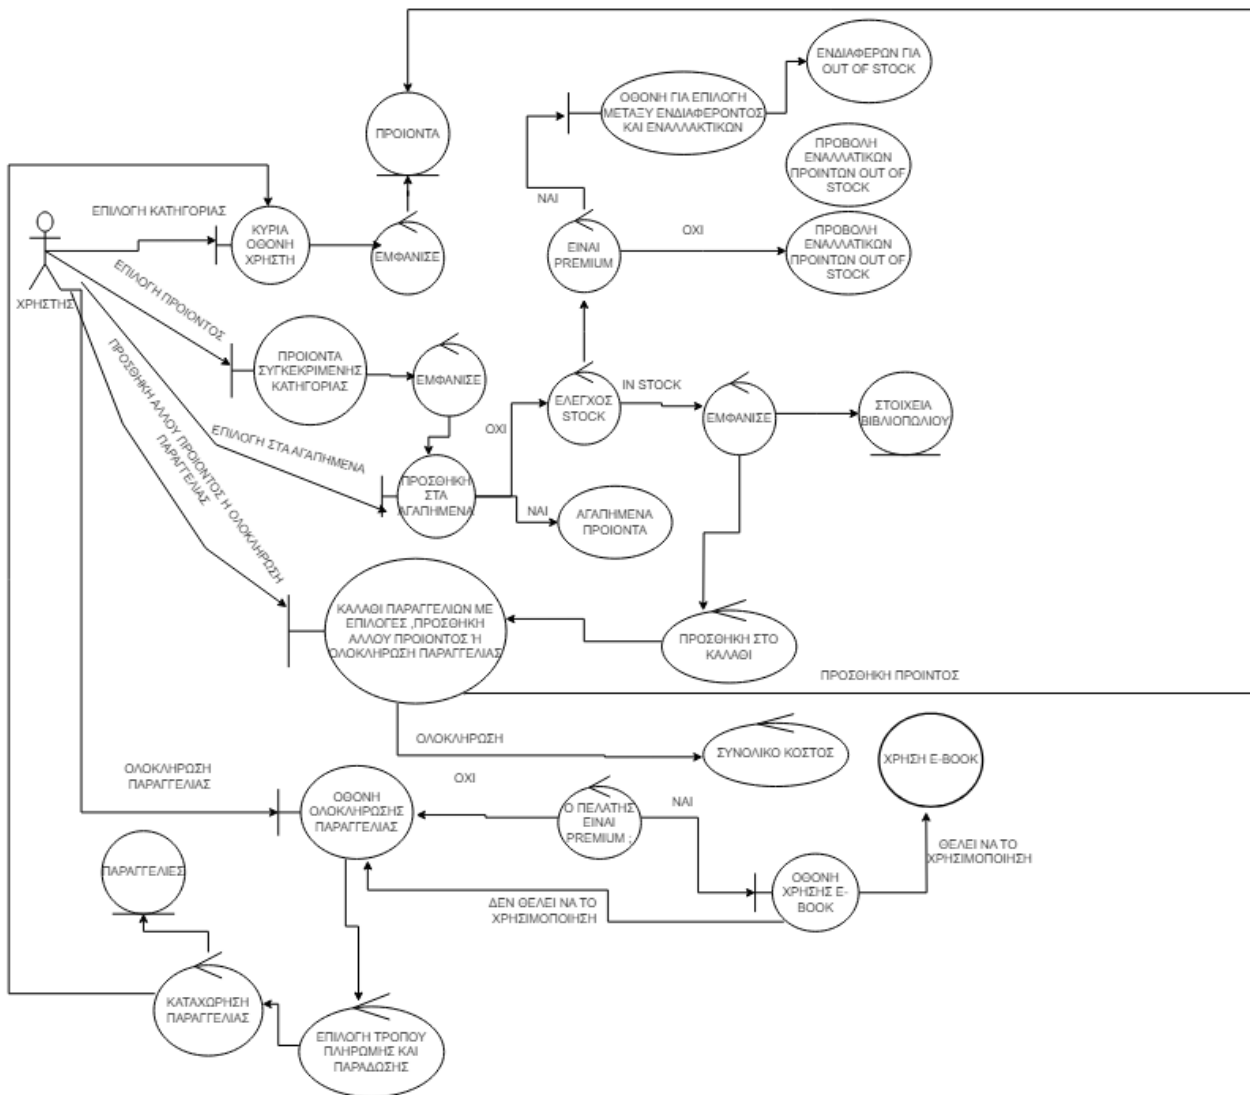 ΕΝΔΙΑΦΕΡΩΝ ΓΙΑ
OUT OF STOCK
ΟΘΟΝΗ ΓΙΑ ΕΠΙΛΟΓΗ
ΜΕΤΑΞΥ ΕΝΔΙΑΦΕΡΟΝΤΟΣ
ΚΑΙ ΕΝΑΛΛΑΚΤΙΚΩΝ
ΠΡΟΙΟΝΤΑ
ΠΡΟΒΟΛΗ
ΕΝΑΛΛΑΤΙΚΩΝ
ΠΡΟΙΝΤΩΝ OUT OF
STOCK
ΝΑΙ
ΕΠΙΛΟΓΗ ΚΑΤΗΓΟΡΙΑΣ
ΚΥΡΙΑ
ΟΘΟΝΗ
ΧΡΗΣΤΗ
ΕΜΦΑΝΙΣΕ
ΕΙΝΑΙ
PREMIUM
ΟΧΙ
ΠΡΟΒΟΛΗ
ΕΝΑΛΛΑΤΙΚΩΝ
ΠΡΟΙΝΤΩΝ OUT OF
STOCK
ΧΡΗΣΤΗΣ
ΕΠΙΛΟΓΗ ΠΡΟΙΟΝΤΟΣ
ΠΡΟΙΟΝΤΑ
ΣΥΓΚΕΚΡΙΜΕΝΗΣ
ΚΑΤΗΓΟΡΙΑΣ
ΕΜΦΑΝΙΣΕ
ΕΛΕΓΧΟΣ
STOCK
IN STOCK
ΕΜΦΑΝΙΣΕ
ΣΤΟΙΧΕΙΑ
ΒΙΒΛΙΟΠΩΛΙΟΥ
ΟΧΙ
ΕΠΙΛΟΓΗ ΣΤΑ ΑΓΑΠΗΜΕΝΑ
ΠΡΟΣΘΗΚΗ
ΣΤΑ
ΑΓΑΠΗΜΕΝΑ
ΝΑΙ
ΑΓΑΠΗΜΕΝΑ
ΠΡΟΙΟΝΤΑ
ΠΡΟΣΘΗΚΗ ΑΛΛΟΥ ΠΡΟΙΟΝΤΟΣ Η ΟΛΟΚΛΗΡΩΣΗ
ΠΑΡΑΓΓΕΛΙΑΣ
ΚΑΛΑΘΙ ΠΑΡΑΓΓΕΛΙΩΝ ΜΕ
ΕΠΙΛΟΓΕΣ ,ΠΡΟΣΘΗΚΗ
ΑΛΛΟΥ ΠΡΟΙΟΝΤΟΣ Ή
ΟΛΟΚΛΗΡΩΣΗ ΠΑΡΑΓΓΕΛΙΑΣ
ΠΡΟΣΘΗΚΗ ΣΤΟ
ΚΑΛΑΘΙ
ΠΡΟΣΘΗΚΗ ΠΡΟΙΝΤΟΣ
ΟΛΟΚΛΗΡΩΣΗ
ΣΥΝΟΛΙΚΟ ΚΟΣΤΟΣ
ΧΡΗΣΗ E-BOOK
ΟΛΟΚΛΗΡΩΣΗ
ΠΑΡΑΓΓΕΛΙΑΣ
ΟΘΟΝΗ
ΟΛΟΚΛΗΡΩΣΗΣ
ΠΑΡΑΓΓΕΛΙΑΣ
ΟΧΙ
Ο ΠΕΛΑΤΗΣ
ΕΙΝΑΙ
PREMIUM ;
ΝΑΙ
ΘΕΛΕΙ ΝΑ ΤΟ
ΧΡΗΣΙΜΟΠΟΙΗΣΗ
ΟΘΟΝΗ
ΧΡΗΣΗΣ E-
BOOK
ΔΕΝ ΘΕΛΕΙ ΝΑ ΤΟ
ΧΡΗΣΙΜΟΠΟΙΗΣΗ
ΠΑΡΑΓΓΕΛΙΕΣ
ΚΑΤΑΧΩΡΗΣΗ
ΠΑΡΑΓΓΕΛΙΑΣ
ΕΠΙΛΟΓΗ ΤΡΟΠΟΥ
ΠΛΗΡΩΜΗΣ ΚΑΙ
ΠΑΡΑΔΩΣΗΣ